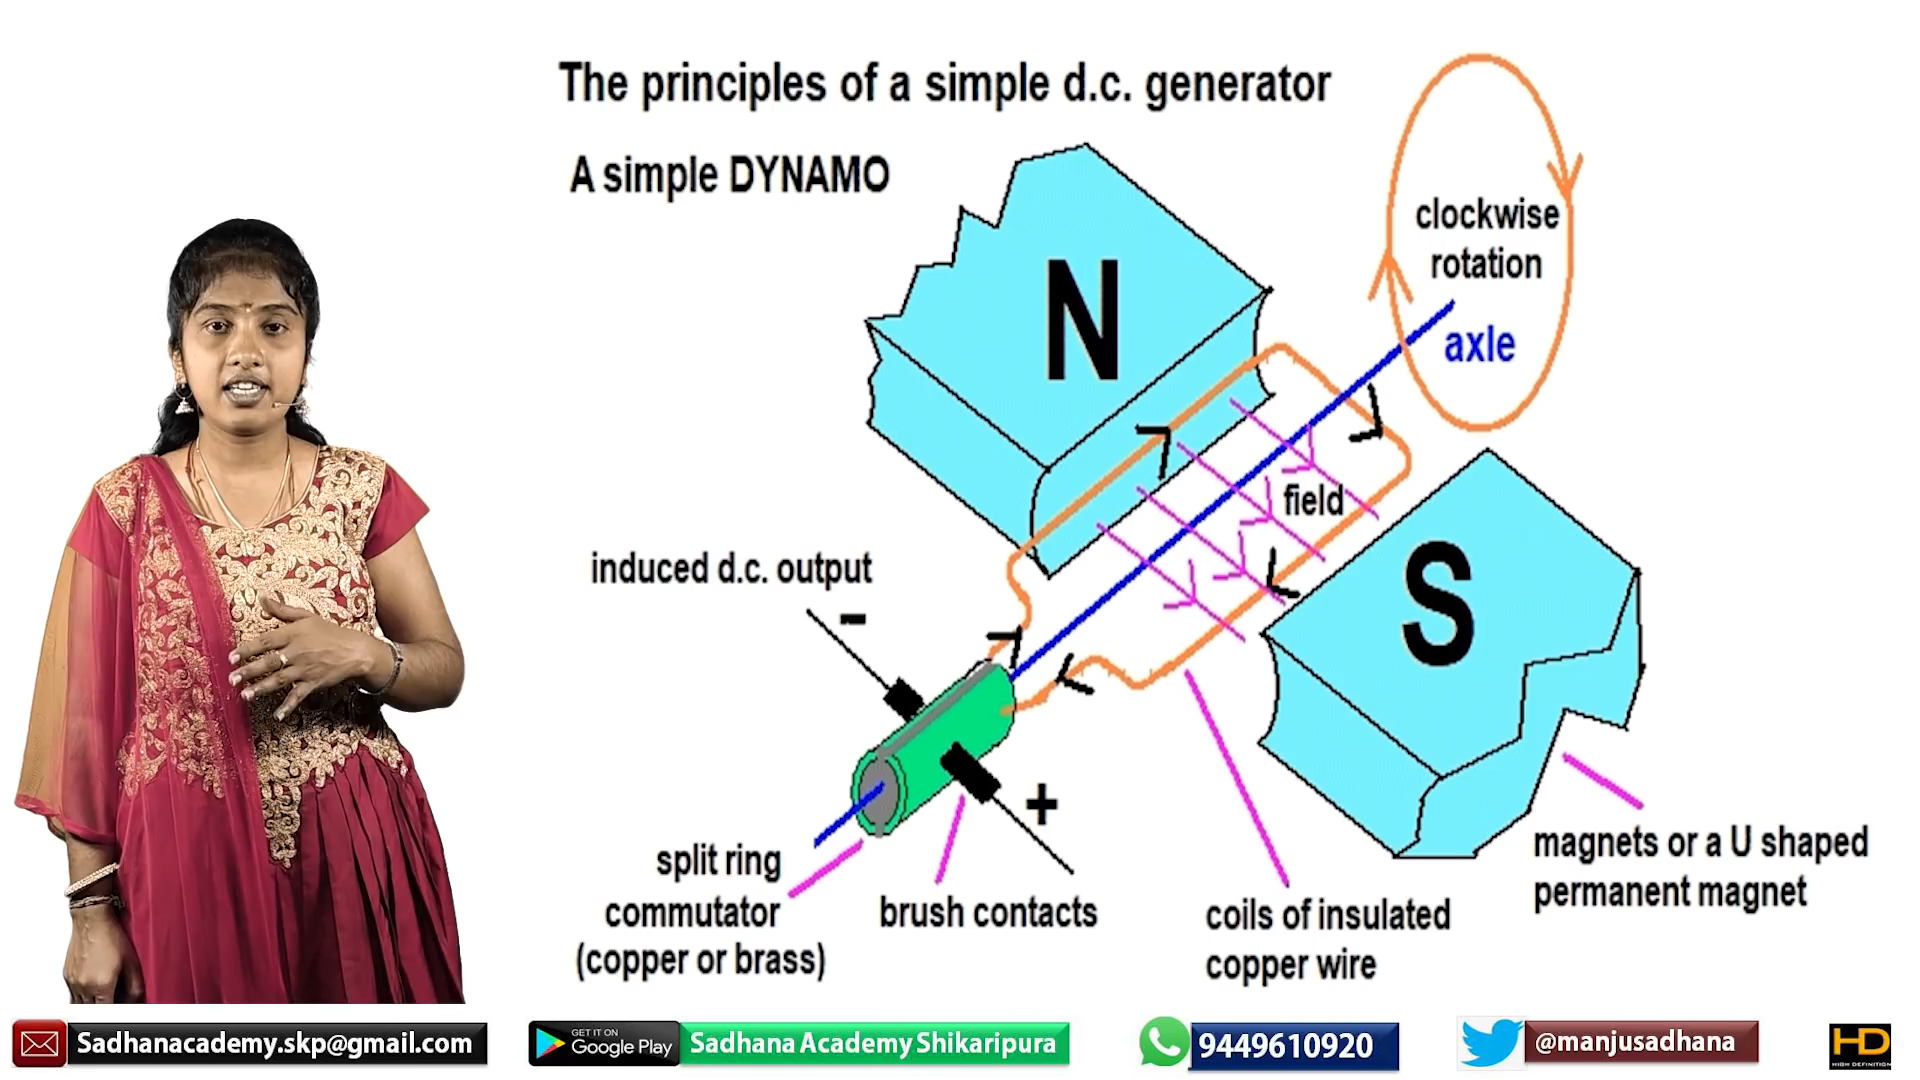 The principles of a simple d.c. generator
A simple DYNAMO
N
clockwise
rotation
axle
field
S
induced d.c. output
-
+
split ring
commutator
(copper or brass)
brush contacts
coils of insulated
copper wire
magnets or a U shaped
permanent magnet
Sadhanacademy.skp@gmail.com
GET IT ON
Google Play
Sadhana Academy Shikaripura
9449610920
@manjusadhana
HD
HIGH DEFINITION